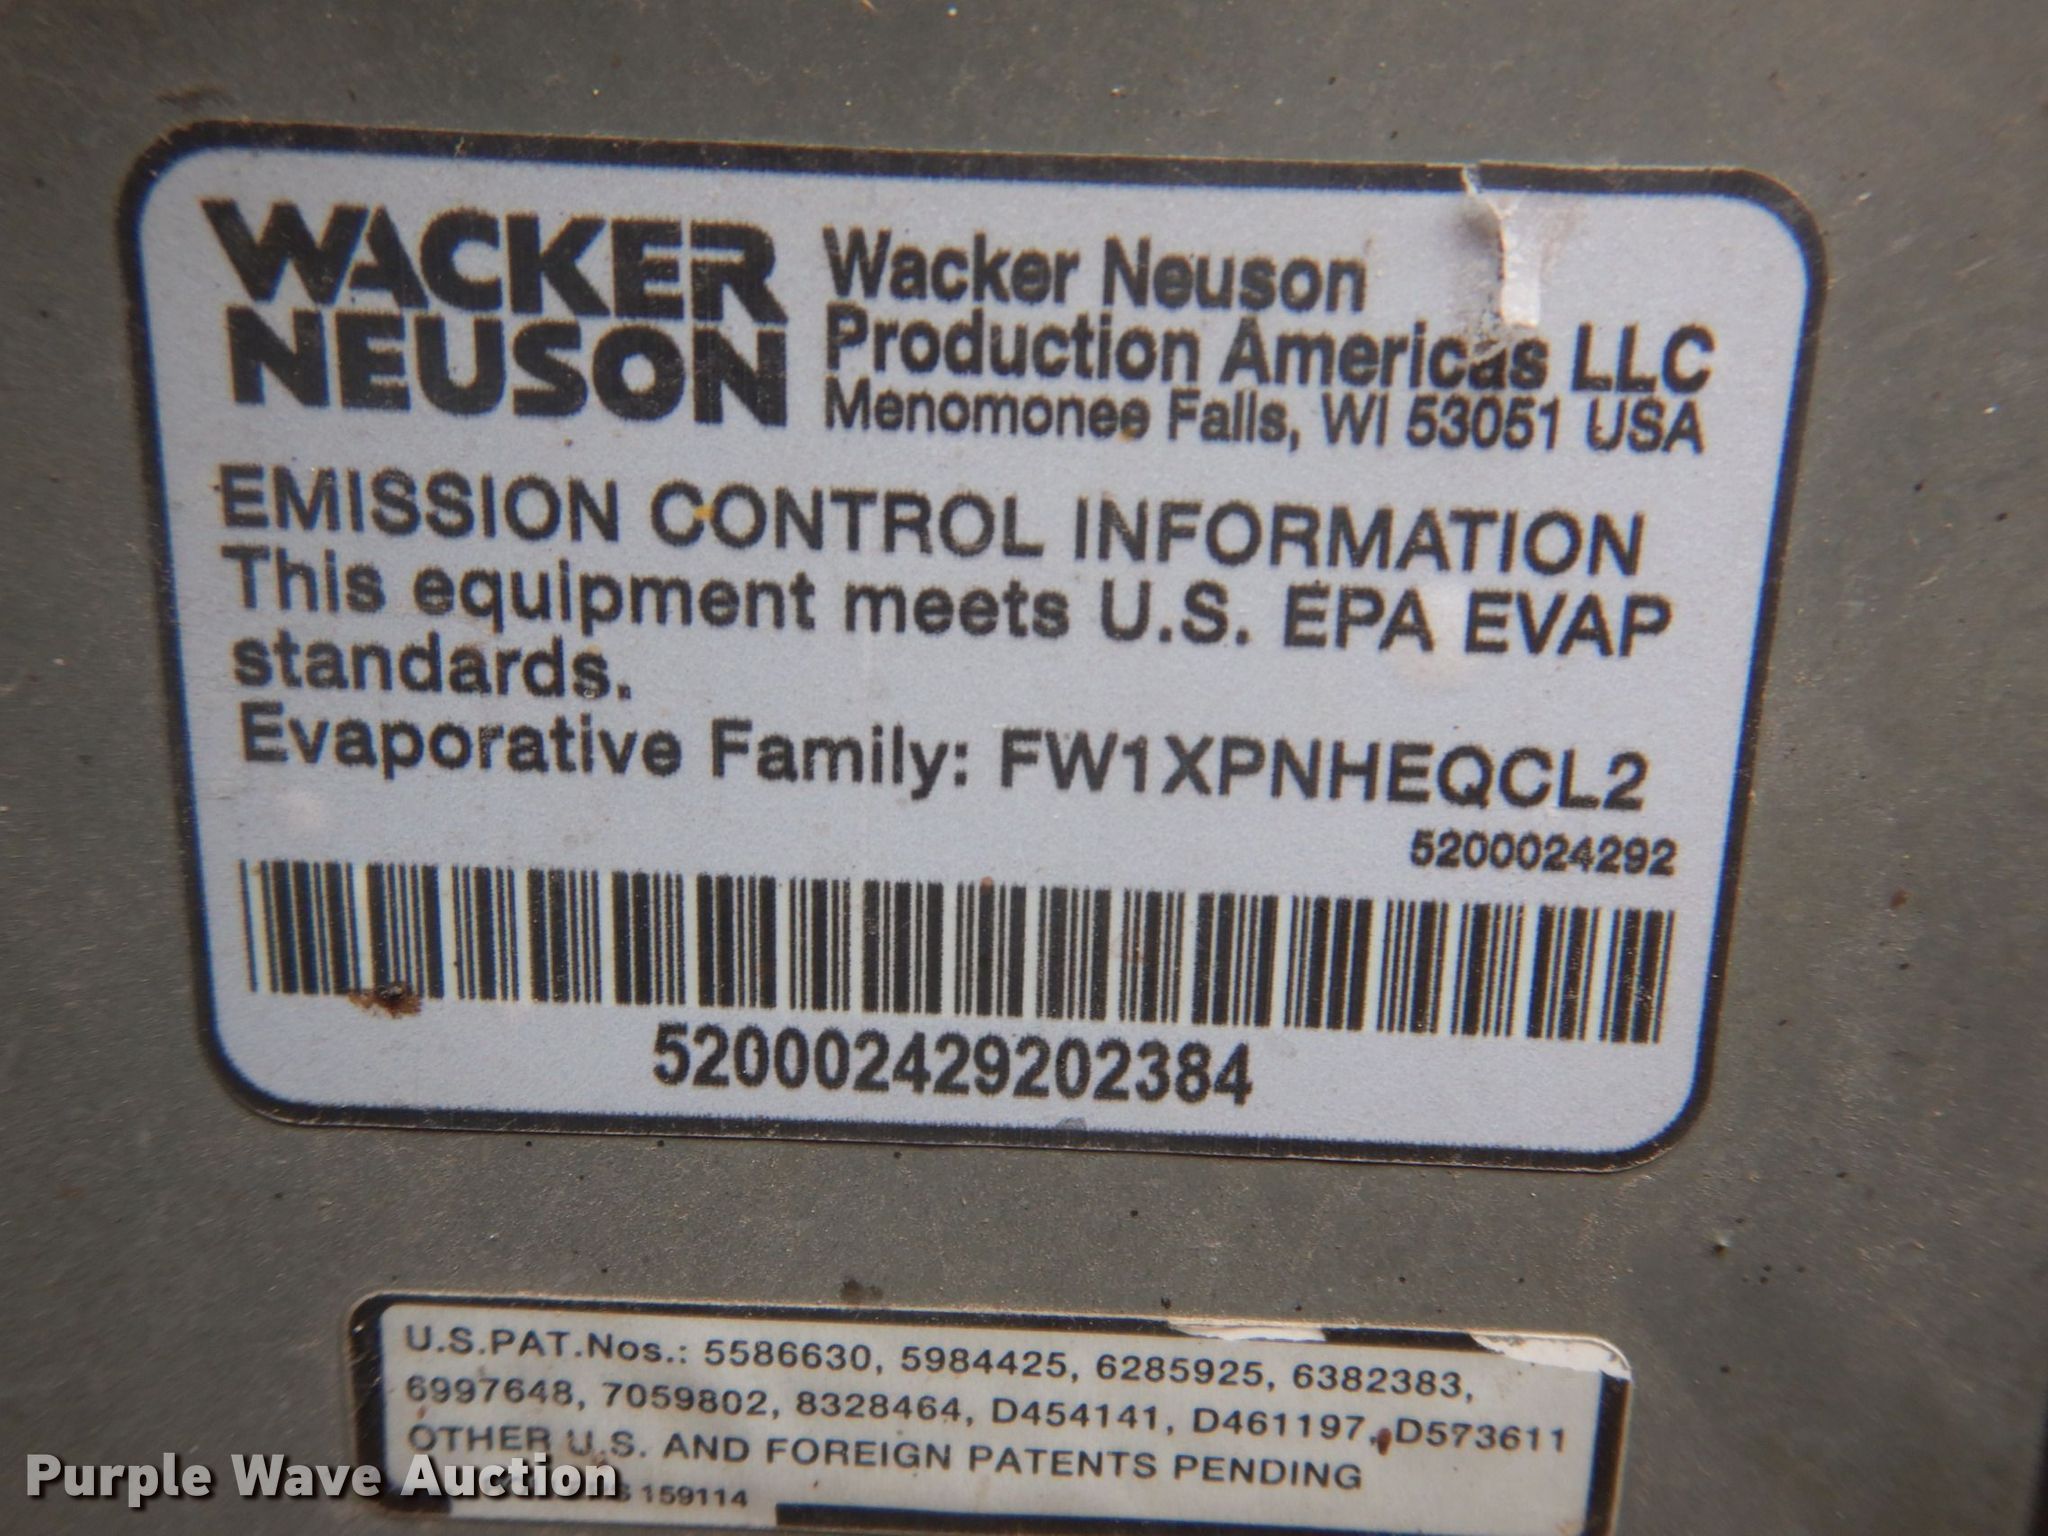 WACKER
NEUSON
Wacker Neuson
Production Americas LLC
Menomonee Falls, WI 53051 USA
EMISSION CONTROL INFORMATION
This equipment meets U.S. EPA EVAP
standards.
Evaporative Family: FW1XPNHEQCL2
5200024292
520002429202384
U.S.PAT.Nos.: 5586630, 5984425, 6285925, 6382383,
6997648, 7059802, 8328464, D454141, D461197, D573611
OTHER U.S. AND FOREIGN PATENTS PENDING
159114
Purple Wave Auction